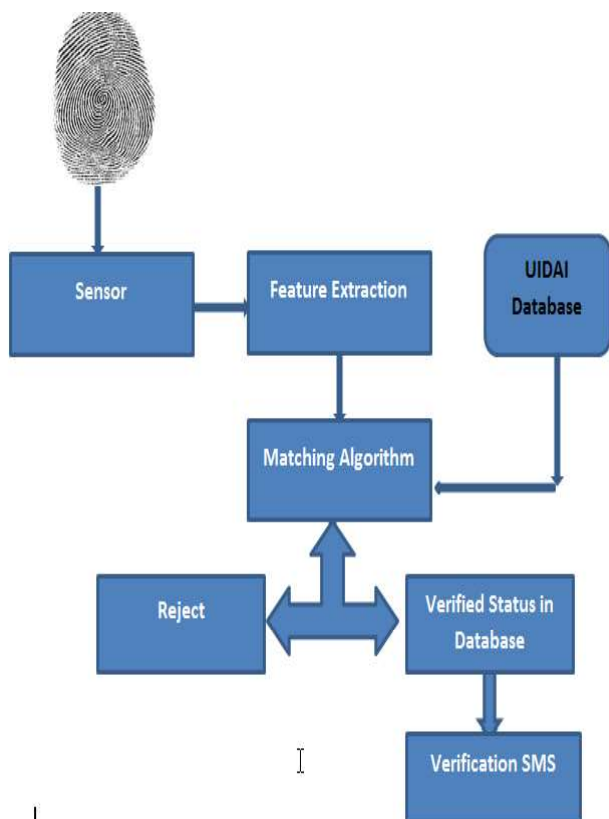 Sensor
Feature Extraction
UIDAI
Database
Matching Algorithm
Reject
Verified Status in
Database
Verification SMS